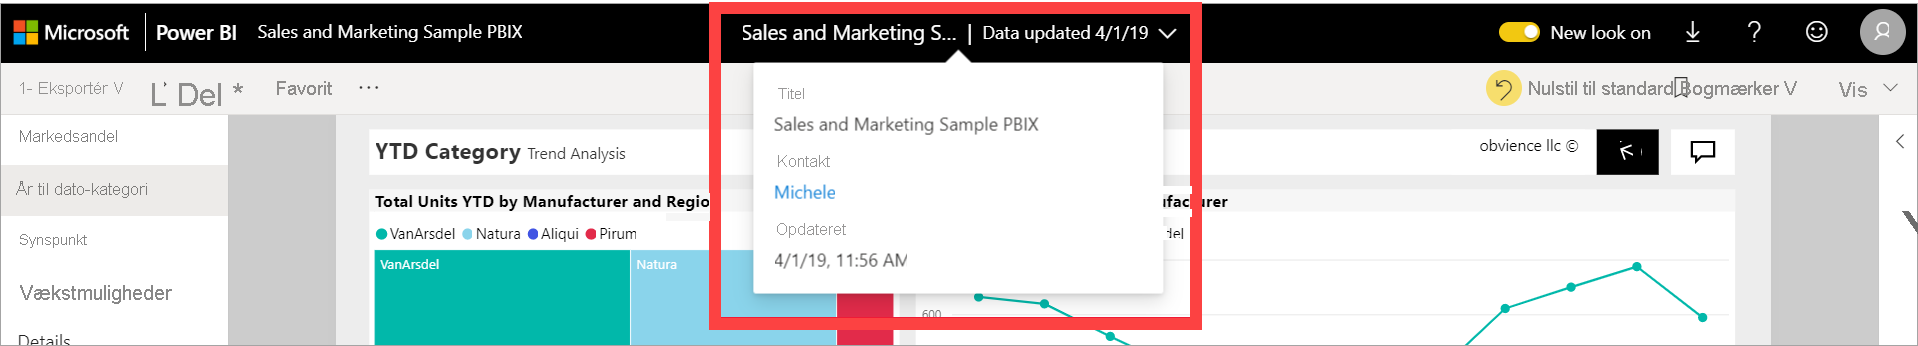 Microsoft Power BI Sales and Marketing Sample PBIX Sales and Marketing S... | Data updated 4/1/19 New look on ?
1- Eksportér V L' Del * Favorit ... Nulstil til standard Bogmærker V Vis
Markedsandel
År til dato-kategori
Synspunkt
Vækstmuligheder
Details
YTD Category Trend Analysis
obvience llc ©
Total Units YTD by Manufacturer and Regio
VanArsdel Natura Aliqui Pirum
VanArsdel
Natura
Titel
Sales and Marketing Sample PBIX
Kontakt
Michele
Opdateret
4/1/19, 11:56 AM
ufacturer
del
600